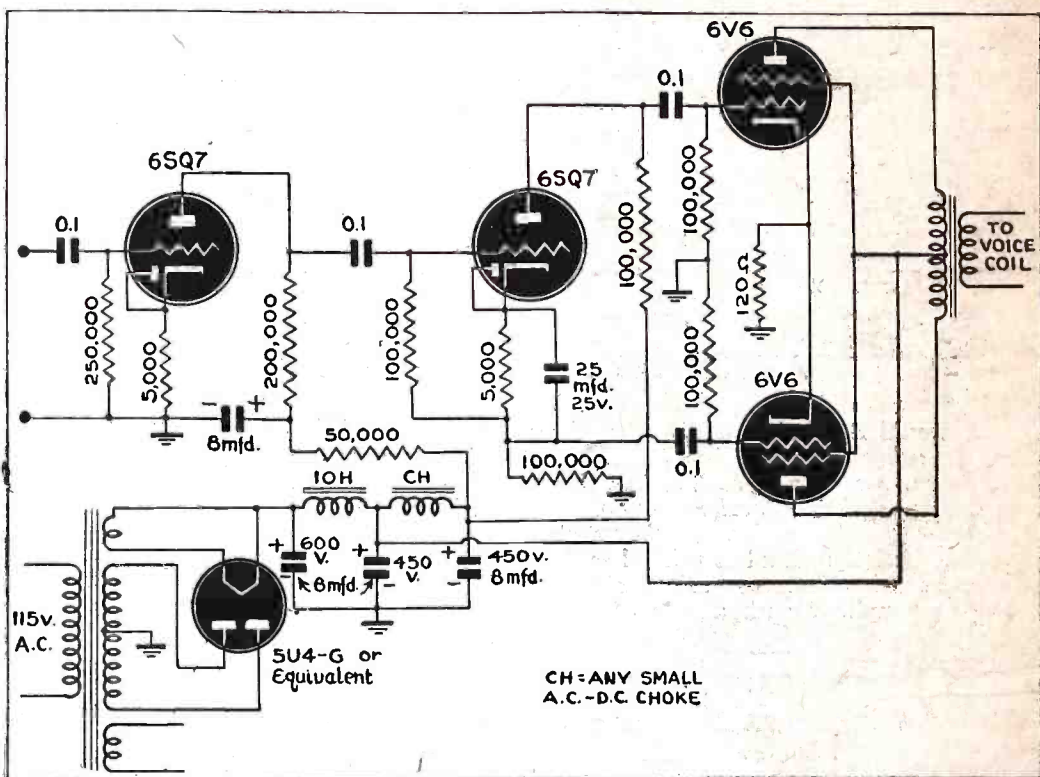 6V6
0.1
6SQ7
6SQ7
0.1
0.1
100,000
100,000
120Ω
TO
VOICE
COIL
250,000
5,000
200,000
100,000
5,000
25
mfd.
25v.
100,000
6V6
- +
8mfd.
50,000
100,000
0.1
10H
CH
+
600
V.
-
8mfd.
+
450
V.
-
+
450v.
8mfd.
-
115v.
A.C.
5U4-G or
Equivalent
CH=ANY SMALL
A.C.-D.C. CHOKE